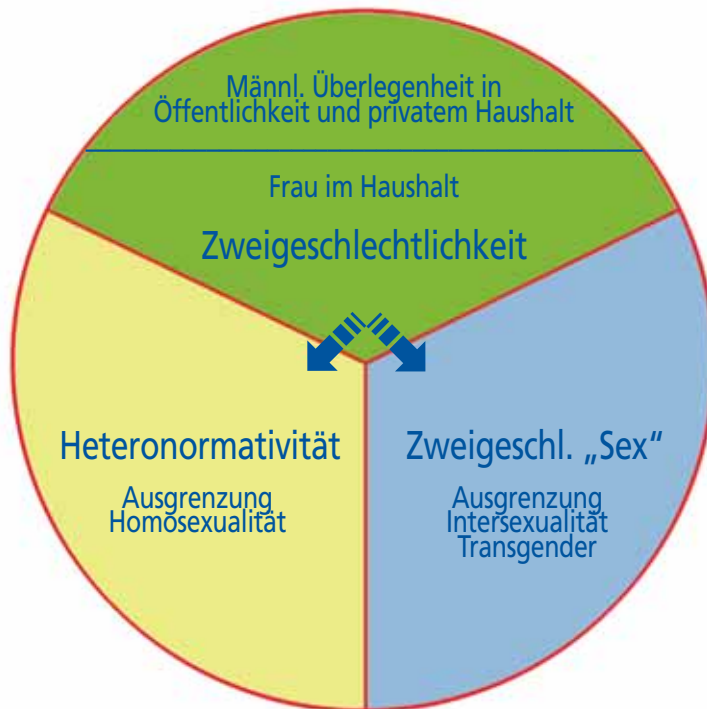 Männl. Überlegenheit in
Öffentlichkeit und privatem Haushalt
Frau im Haushalt
Zweigeschlechtlichkeit
Heteronormativität
Ausgrenzung
Homosexualität
Zweigeschl. „Sex“
Ausgrenzung
Intersexualität
Transgender